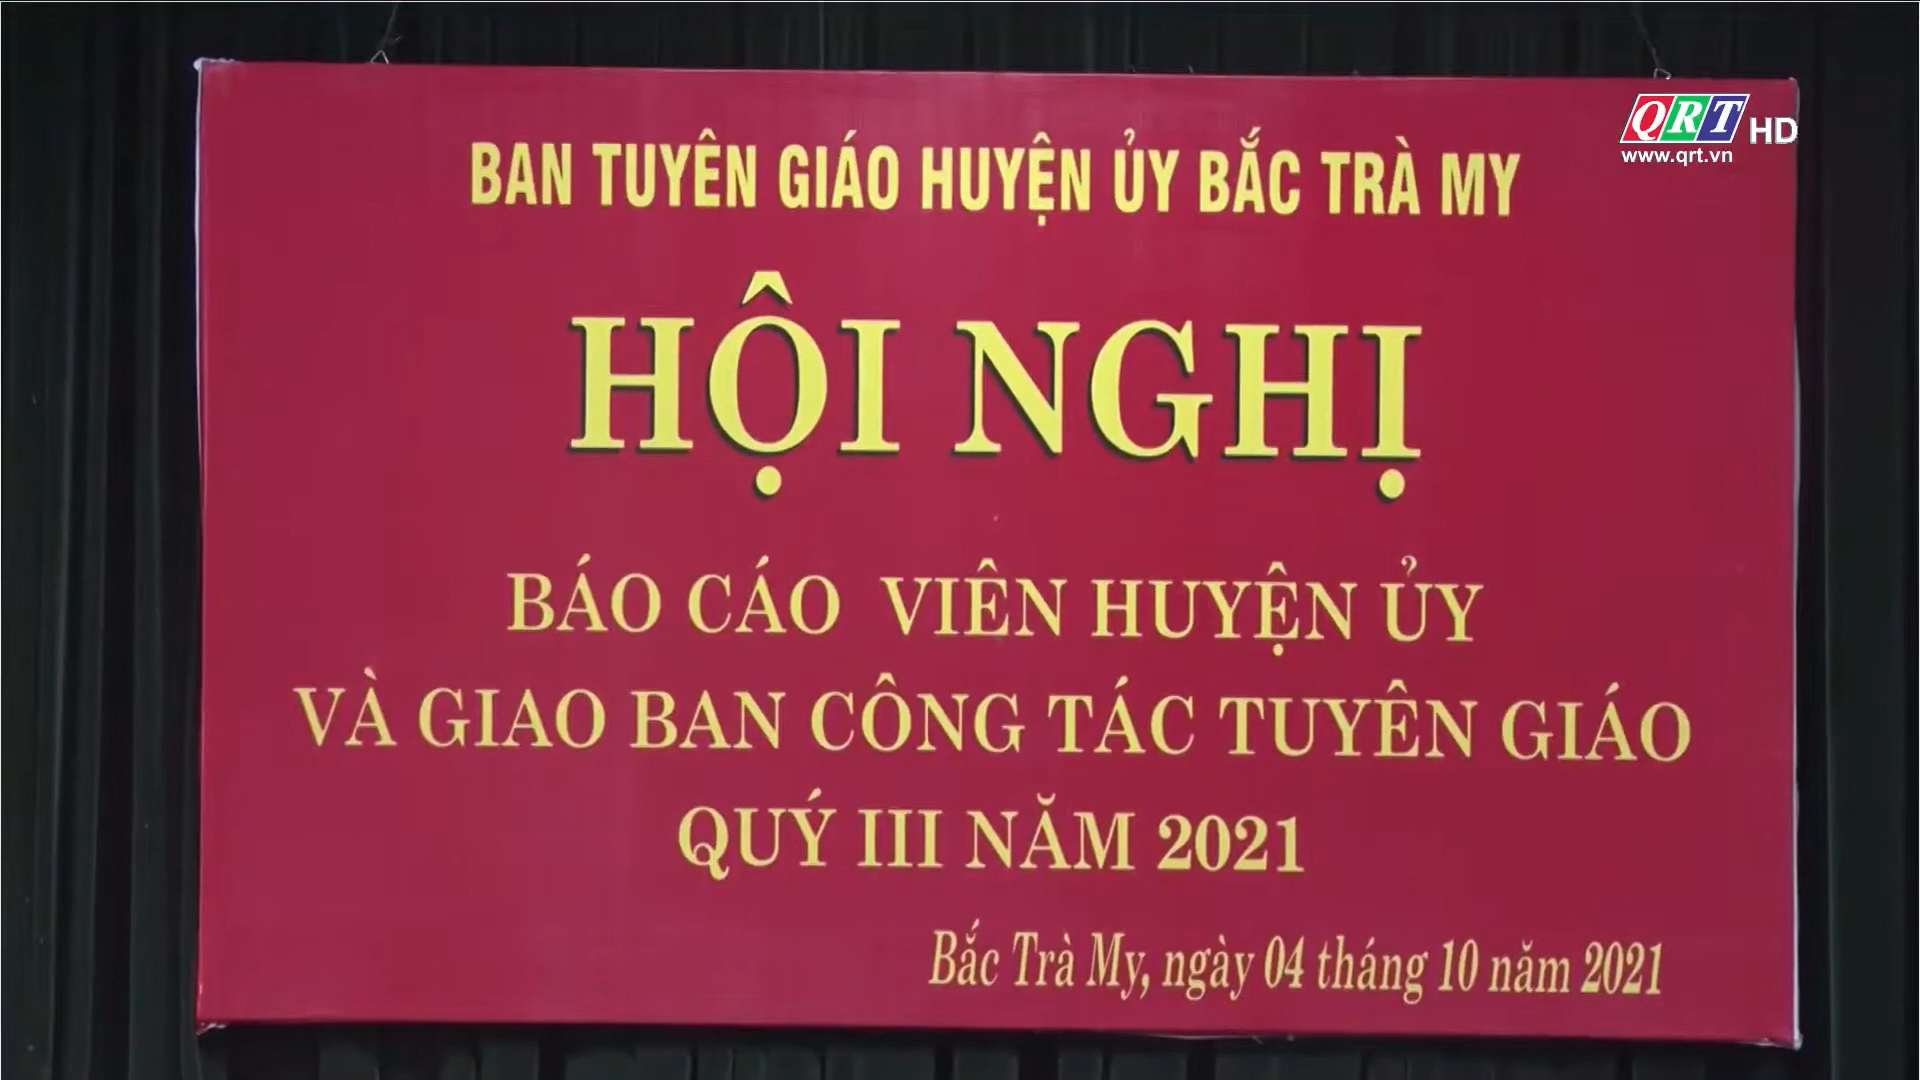 QRT HD
www.qrt.vn
BAN TUYÊN GIÁO HUYỆN ỦY BẮC TRÀ MY
HỘI NGHỊ
BÁO CÁO VIÊN HUYỆN ỦY
VÀ GIAO BAN CÔNG TÁC TUYÊN GIÁO
QUÝ III NĂM 2021
Bắc Trà My, ngày 04 tháng 10 năm 2021